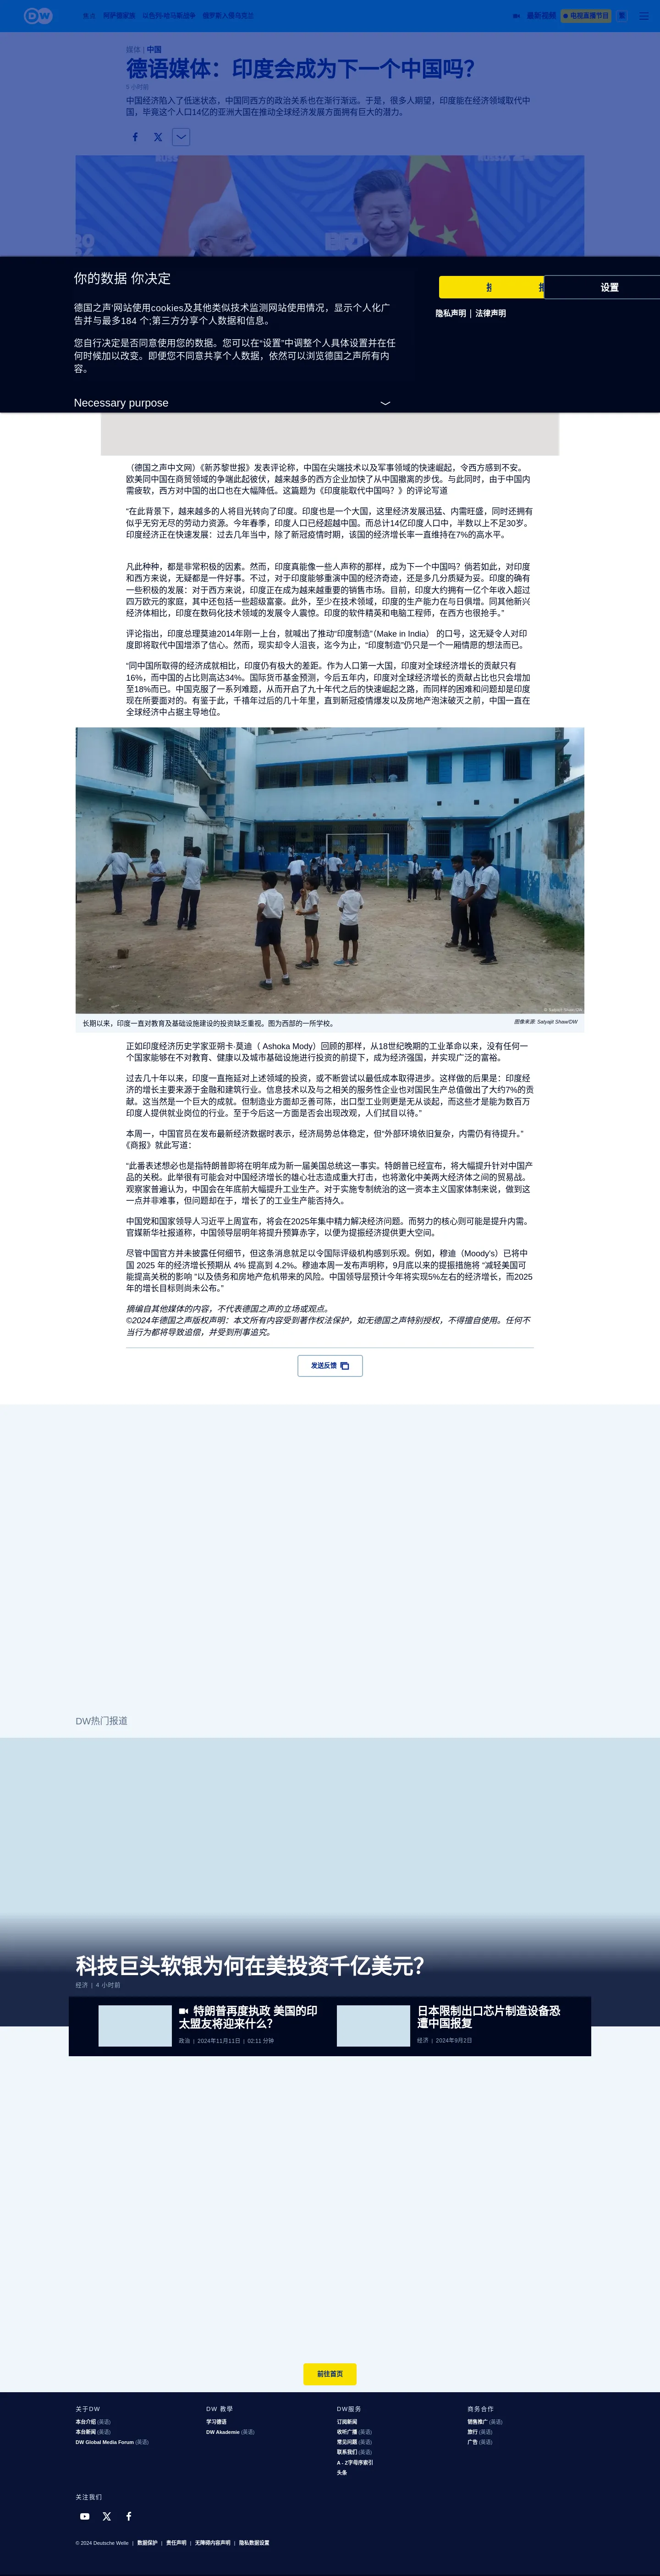 DW
焦点 阿萨德家族 以色列-哈马斯战争 俄罗斯入侵乌克兰
最新视频
电视直播节目
媒体 | 中国
德语媒体：印度会成为下一个中国吗？
5 小时前
中国经济陷入了低迷状态，中国同西方的政治关系也在渐行渐远。于是，很多人期望，印度能在经济领域取代中
国，毕竟这个人口14亿的亚洲大国在推动全球经济发展方面拥有巨大的潜力。
你的数据 你决定
德国之声'网站使用cookies及其他类似技术监测网站使用情况，显示个人化广
告并与最多184 个;第三方分享个人数据和信息。
您自行决定是否同意使用您的数据。您可以在“设置”中调整个人具体设置并在任
何时候加以改变。即便您不同意共享个人数据，依然可以浏览德国之声所有内
容。
Necessary purpose
设置
隐私声明 | 法律声明
（德国之声中文网）《新苏黎世报》发表评论称，中国在尖端技术以及军事领域的快速崛起，令西方感到不安。
欧美同中国在商贸领域的争端此起彼伏，越来越多的西方企业加快了从中国撤离的步伐。与此同时，由于中国内
需疲软，西方对中国的出口也在大幅降低。这篇题为《印度能取代中国吗？》的评论写道
“在此背景下，越来越多的人将目光转向了印度。印度也是一个大国，这里经济发展迅猛、内需旺盛，同时还拥有
似乎无穷无尽的劳动力资源。今年春季，印度人口已经超越中国。而总计14亿印度人口中，半数以上不足30岁。
印度经济正在快速发展：过去几年当中，除了新冠疫情时期，该国的经济增长率一直维持在7%的高水平。
凡此种种，都是非常积极的因素。然而，印度真能像一些人声称的那样，成为下一个中国吗？倘若如此，对印度
和西方来说，无疑都是一件好事。不过，对于印度能够重演中国的经济奇迹，还是多几分质疑为妥。印度的确有
一些积极的发展：对于西方来说，印度正在成为越来越重要的销售市场。目前，印度大约拥有一亿个年收入超过
四万欧元的家庭，其中还包括一些超级富豪。此外，至少在技术领域，印度的生产能力在与日俱增。同其他新兴
经济体相比，印度在数码化技术领域的发展令人震惊。印度的软件精英和电脑工程师，在西方也很抢手。”
评论指出，印度总理莫迪2014年刚一上台，就喊出了推动“印度制造”（Make in India） 的口号，这无疑令人对印
度即将取代中国增添了信心。然而，现实却令人沮丧，迄今为止，“印度制造”仍只是一个一厢情愿的想法而已。
“同中国所取得的经济成就相比，印度仍有极大的差距。作为人口第一大国，印度对全球经济增长的贡献只有
16%，而中国的占比则高达34%。国际货币基金预测，今后五年内，印度对全球经济增长的贡献占比也只会增加
至18%而已。中国克服了一系列难题，从而开启了九十年代之后的快速崛起之路，而同样的困难和问题却是印度
现在所要面对的。有鉴于此，千禧年过后的几十年里，直到新冠疫情爆发以及房地产泡沫破灭之前，中国一直在
全球经济中占据主导地位。
长期以来，印度一直对教育及基础设施建设的投资缺乏重视。图为西部的一所学校。
图像来源: Satyajit Shaw/DW
正如印度经济历史学家亚朔卡·莫迪（ Ashoka Mody）回顾的那样，从18世纪晚期的工业革命以来，没有任何一
个国家能够在不对教育、健康以及城市基础设施进行投资的前提下，成为经济强国，并实现广泛的富裕。
过去几十年以来，印度一直拖延对上述领域的投资，或不断尝试以最低成本取得进步。这样做的后果是：印度经
济的增长主要来源于金融和建筑行业。信息技术以及与之相关的服务性企业也对国民生产总值做出了大约7%的贡
献。这当然是一个巨大的成就。但制造业方面却乏善可陈，出口型工业则更是无从谈起，而这些才是能为数百万
印度人提供就业岗位的行业。至于今后这一方面是否会出现改观，人们拭目以待。”
本周一，中国官员在发布最新经济数据时表示，经济局势总体稳定，但“外部环境依旧复杂，内需仍有待提升。”
《商报》就此写道：
“此番表述想必也是指特朗普即将在明年成为新一届美国总统这一事实。特朗普已经宣布，将大幅提升针对中国产
品的关税。此举很有可能会对中国经济增长的雄心壮志造成重大打击，也将激化中美两大经济体之间的贸易战。
观察家普遍认为，中国会在年底前大幅提升工业生产。对于实施专制统治的这一资本主义国家体制来说，做到这
一点并非难事，但问题却在于，增长了的工业生产能否持久。
中国党和国家领导人习近平上周宣布，将会在2025年集中精力解决经济问题。而努力的核心则可能是提升内需。
官媒新华社报道称，中国领导层明年将提升预算赤字，以便为提振经济提供更大空间。
尽管中国官方并未披露任何细节，但这条消息就足以令国际评级机构感到乐观。例如，穆迪（Moody's）已将中
国 2025 年的经济增长预期从 4% 提高到 4.2%。穆迪本周一发布声明称，9月底以来的提振措施将 “减轻美国可
能提高关税的影响 ”以及债务和房地产危机带来的风险。中国领导层预计今年将实现5%左右的经济增长，而2025
年的增长目标则尚未公布。”
摘编自其他媒体的内容，不代表德国之声的立场或观点。
©2024年德国之声版权声明：本文所有内容受到著作权法保护，如无德国之声特别授权，不得擅自使用。任何不
当行为都将导致追偿，并受到刑事追究。
发送反馈
DW热门报道
科技巨头软银为何在美投资千亿美元？
经济 | 4 小时前
特朗普再度执政 美国的印
太盟友将迎来什么？
政治 | 2024年11月11日 | 02:11 分钟
日本限制出口芯片制造设备恐
遭中国报复
经济 | 2024年9月2日
前往首页
关于DW
本台介绍 (英语)
本台新闻 (英语)
DW Global Media Forum (英语)
DW 教學
学习德语
DW Akademie (英语)
DW服务
订阅新闻
收听广播 (英语)
常见问题 (英语)
联系我们 (英语)
A - Z字母序索引
头条
商务合作
销售推广 (英语)
旅行 (英语)
广告 (英语)
关注我们
© 2024 Deutsche Welle | 数据保护 | 责任声明 | 无障碍内容声明 | 隐私数据设置